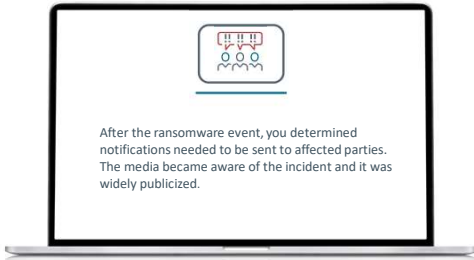 !! !! !!
After the ransomware event, you determined
notifications needed to be sent to affected parties.
The media became aware of the incident and it was
widely publicized.